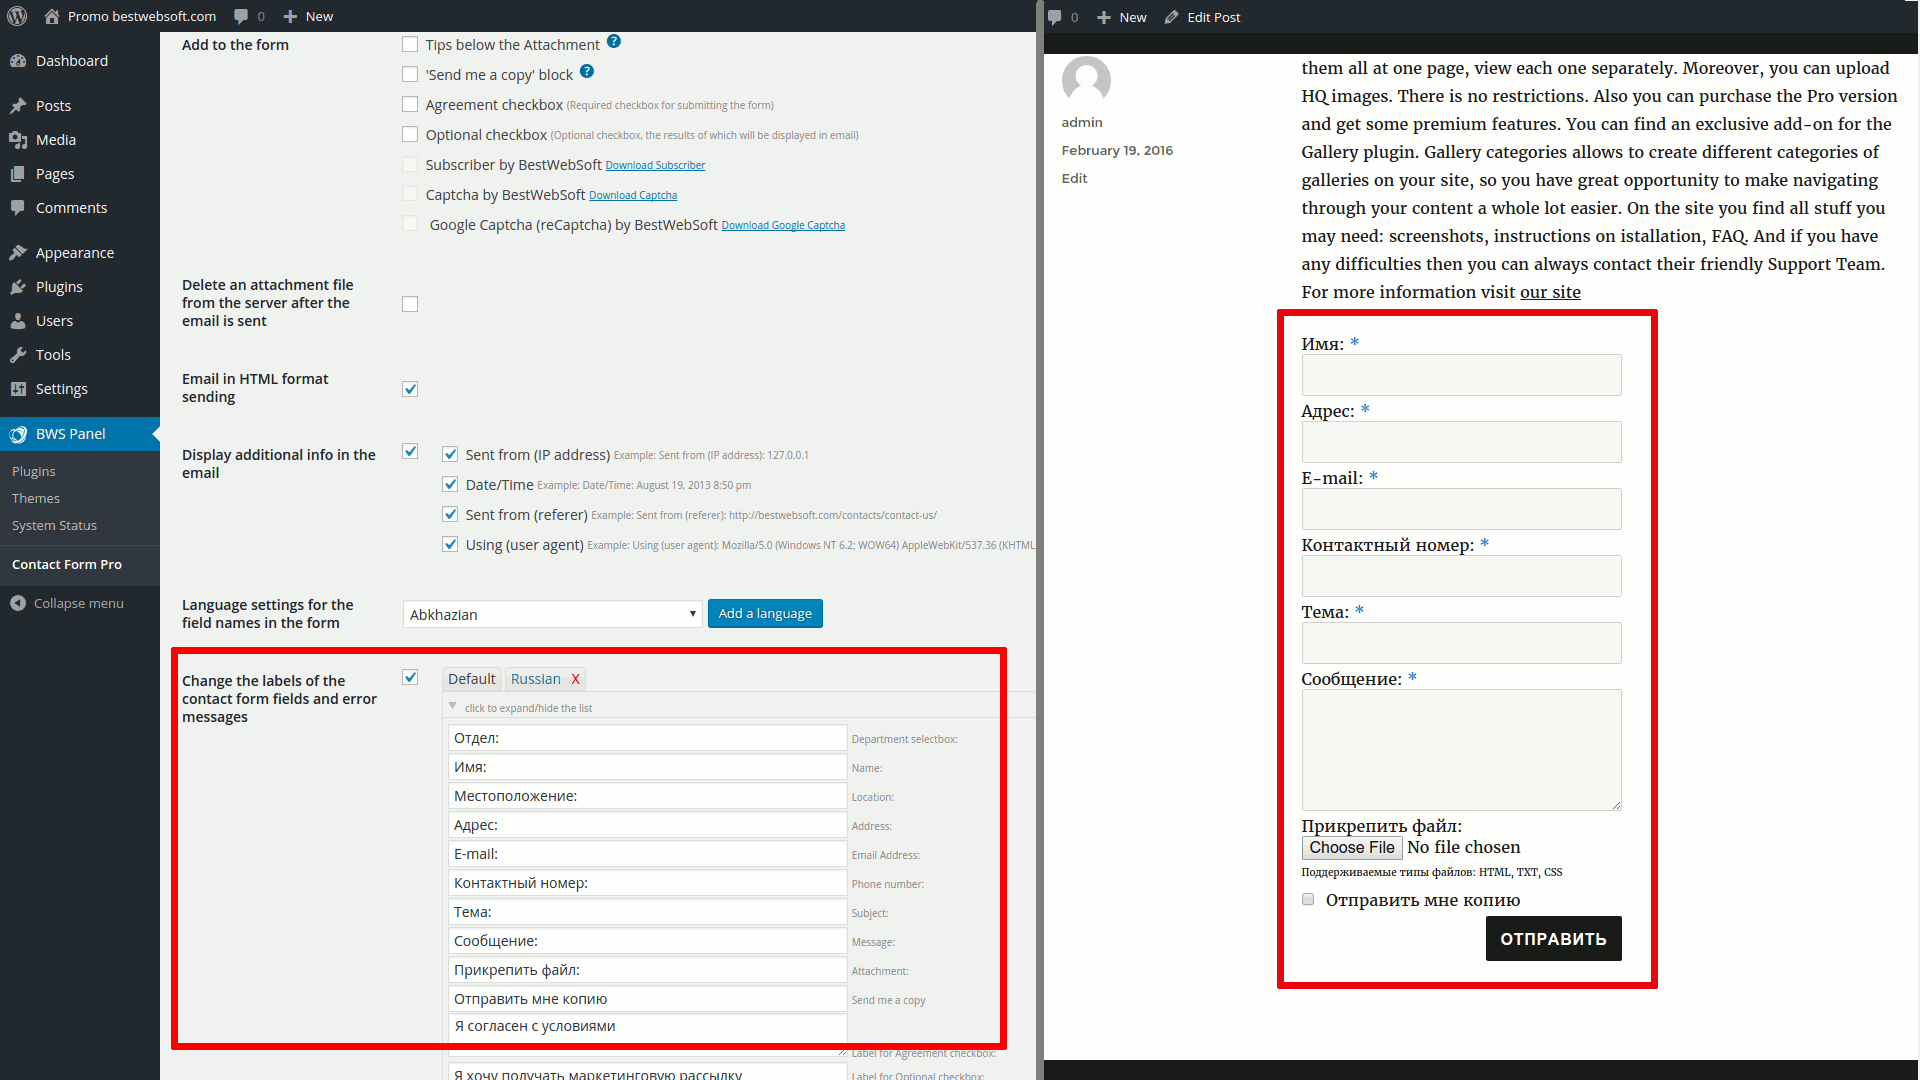 Promo bestwebsoft.com 0 New
Dashboard
Posts
Media
Pages
Comments
Appearance
Plugins
Users
Tools
Settings
BWS Panel
Plugins
Themes
System Status
Contact Form Pro
Collapse menu
Add to the form
Tips below the Attachment ?
'Send me a copy' block ?
Agreement checkbox (Required checkbox for submitting the form)
Optional checkbox (Optional checkbox, the results of which will be displayed in email)
Subscriber by BestWebSoft Download Subscriber
Captcha by BestWebSoft Download Captcha
Google Captcha (reCaptcha) by BestWebSoft Download Google Captcha
Delete an attachment file
from the server after the
email is sent
Email in HTML format
sending
Display additional info in the
email
Sent from (IP address) Example: Sent from (IP address): 127.0.0.1
Date/Time Example: Date/Time: August 19, 2013 8:50 pm
Sent from (referer) Example: Sent from (referer): http://bestwebsoft.com/contacts/contact-us/
Using (user agent) Example: Using (user agent): Mozilla/5.0 (Windows NT 6.2; WOW64) AppleWebKit/537.36 (KHTML,
Language settings for the
field names in the form
Abkhazian Add a language
Change the labels of the
contact form fields and error
messages
Default Russian X
click to expand/hide the list
Отдел: Department selectbox:
Имя: Name:
Местоположение: Location:
Адрес: Address:
E-mail: Email Address:
Контактный номер: Phone number:
Тема: Subject:
Сообщение: Message:
Прикрепить файл: Attachment:
Отправить мне копию Send me a copy
Я согласен с условиями
Label for Agreement checkbox:
Я хочу получать маркетинговую рассылку Label for Optional checkbox:
0 New Edit Post
admin
February 19, 2016
Edit
them all at one page, view each one separately. Moreover, you can upload
HQ images. There is no restrictions. Also you can purchase the Pro version
and get some premium features. You can find an exclusive add-on for the
Gallery plugin. Gallery categories allows to create different categories of
galleries on your site, so you have great opportunity to make navigating
through your content a whole lot easier. On the site you find all stuff you
may need: screenshots, instructions on istallation, FAQ. And if you have
any difficulties then you can always contact their friendly Support Team.
For more information visit our site
Имя: *
Адрес: *
E-mail: *
Контактный номер: *
Тема: *
Сообщение: *
Прикрепить файл:
Choose File No file chosen
Поддерживаемые типы файлов: HTML, TXT, CSS
Отправить мне копию
ОТПРАВИТЬ